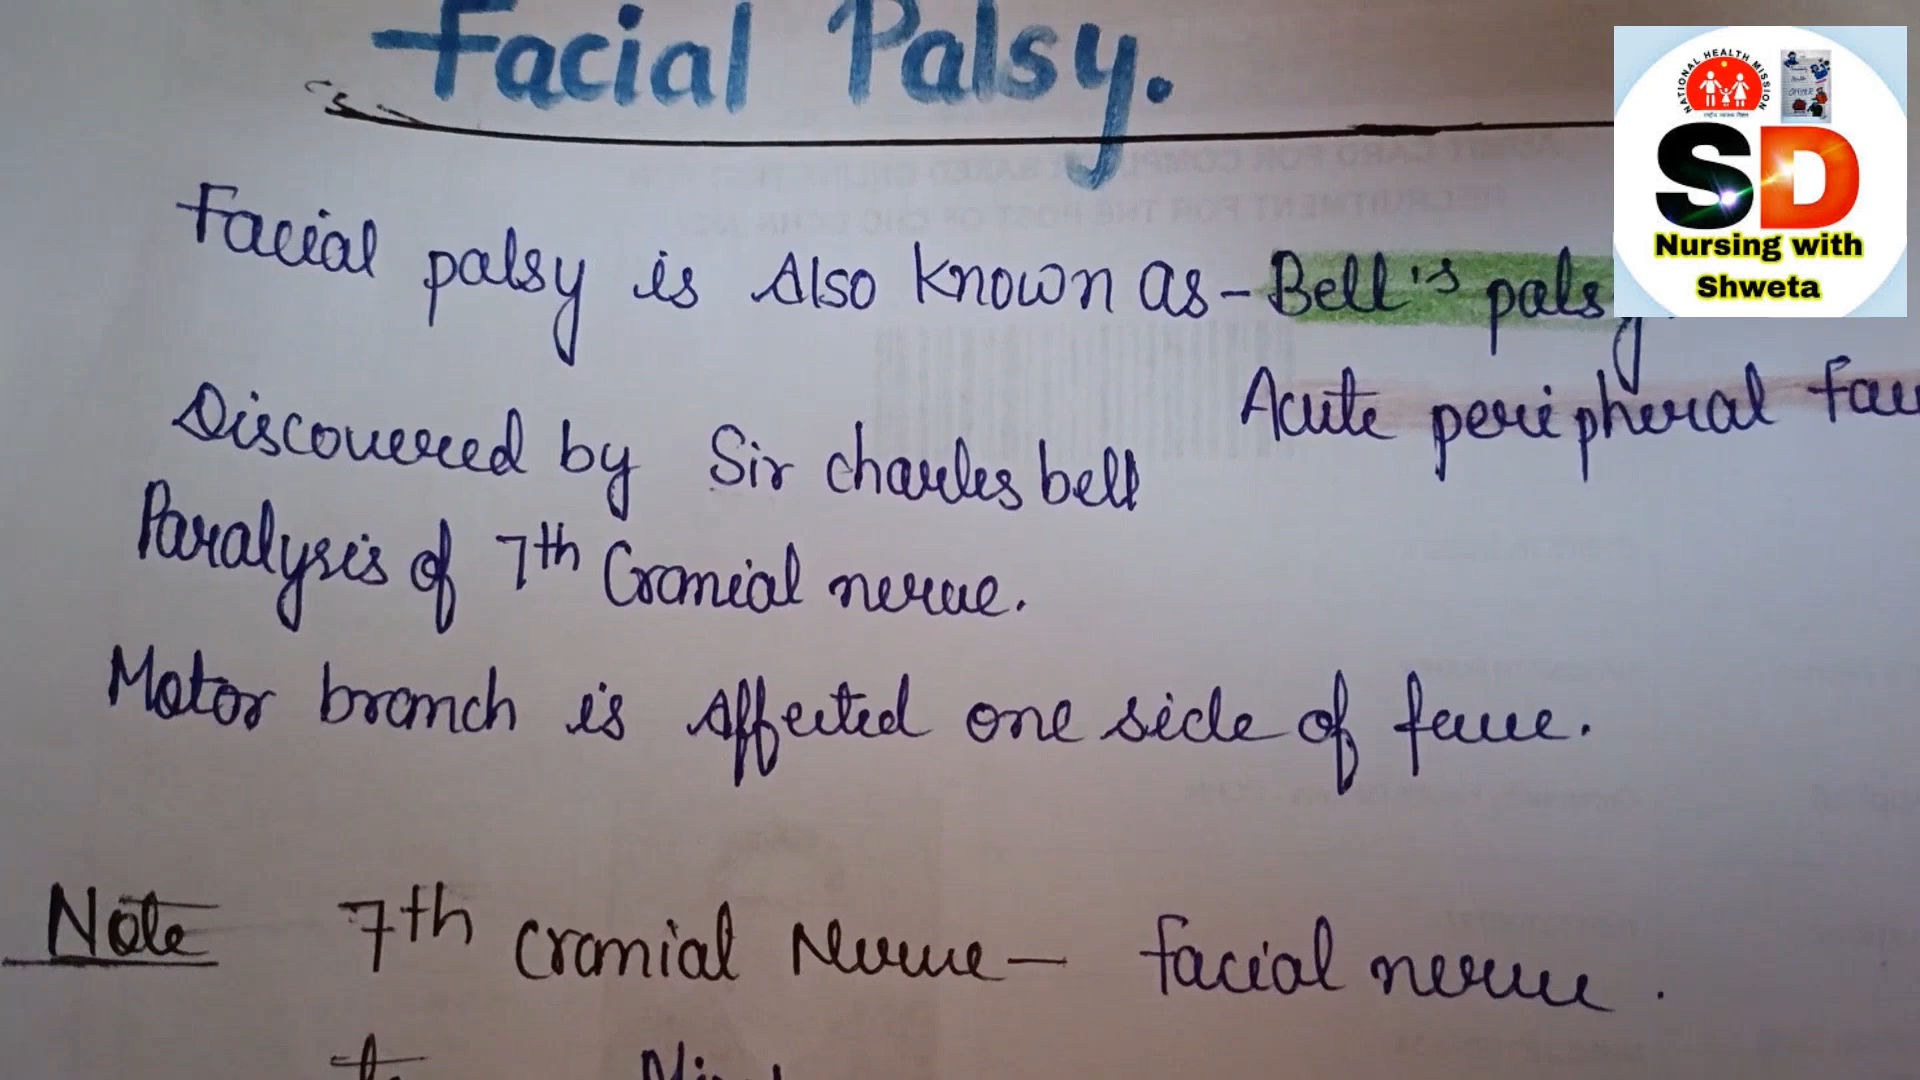 Facial Palsy.
Facial palsy is Also known as - Bell's palsy.
Acute peripheral
Discovered by Sir charles bell
Paralysis of 7th Cranial nerve.
Motor branch is Affected one side of face.
Note 7th cranial Nerve - facial nerve.
NATIONAL HEALTH MISSION
SD
Nursing with
Shweta